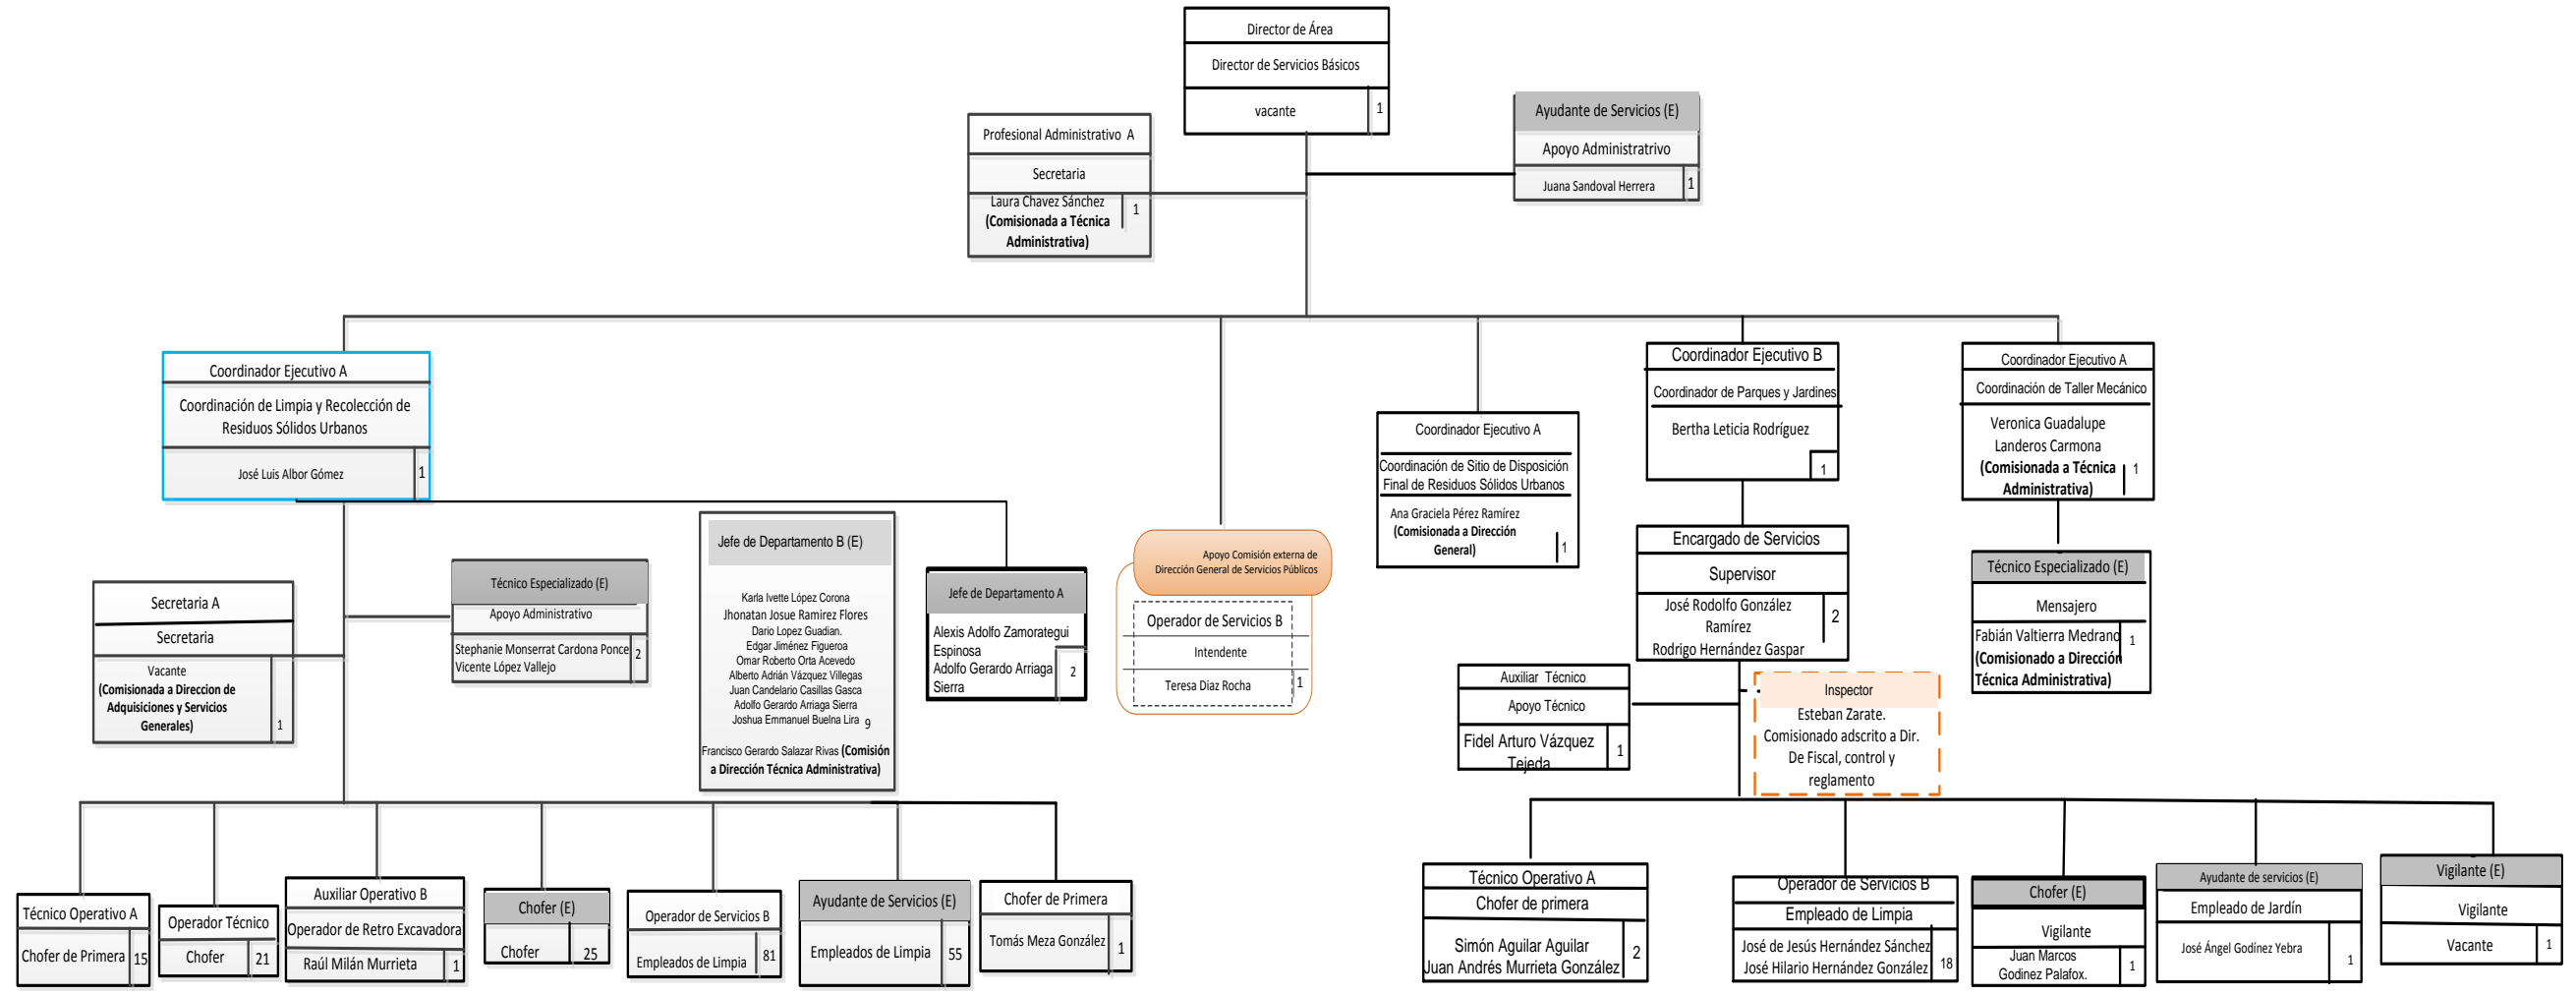 Director de Área
Director de Servicios Básicos
vacante 1
Profesional Administrativo A
Secretaria
Laura Chavez Sánchez
(Comisionada a Técnica
Administrativa)
1
Ayudante de Servicios (E)
Apoyo Administratrivo
Juana Sandoval Herrera 1
Coordinador Ejecutivo A
Coordinación de Limpia y Recolección de
Residuos Sólidos Urbanos
José Luis Albor Gómez 1
Coordinador Ejecutivo A
Coordinación de Sitio de Disposición
Final de Residuos Sólidos Urbanos
Ana Graciela Pérez Ramírez
(Comisionada a Dirección
General)
1
Coordinador Ejecutivo B
Coordinador de Parques y Jardines
Bertha Leticia Rodríguez
1
Coordinador Ejecutivo A
Coordinación de Taller Mecánico
Veronica Guadalupe
Landeros Carmona
(Comisionada a Técnica
Administrativa)
1
Secretaria A
Secretaria
Vacante
(Comisionada a Direccion de
Adquisiciones y Servicios
Generales)
1
Técnico Especializado (E)
Apoyo Administrativo
Stephanie Monserrat Cardona Ponce
Vicente López Vallejo
2
Jefe de Departamento B (E)
Karla Ivette López Corona
Jhonatan Josue Ramirez Flores
Dario Lopez Guadian.
Edgar Jiménez Figueroa
Omar Roberto Orta Acevedo
Alberto Adrián Vázquez Villegas
Juan Candelario Casillas Gasca
Adolfo Gerardo Arriaga Sierra
Joshua Emmanuel Buelna Lira 9
Francisco Gerardo Salazar Rivas (Comisión
a Dirección Técnica Administrativa)
Jefe de Departamento A
Alexis Adolfo Zamorategui
Espinosa
Adolfo Gerardo Arriaga
Sierra
2
Apoyo Comisión externa de
Dirección General de Servicios Públicos
Operador de Servicios B
Intendente
Teresa Diaz Rocha 1
Encargado de Servicios
Supervisor
José Rodolfo González
Ramírez
Rodrigo Hernández Gaspar
2
Técnico Especializado (E)
Mensajero
Fabián Valtierra Medrano
(Comisionado a Dirección
Técnica Administrativa)
1
Auxiliar Técnico
Apoyo Técnico
Fidel Arturo Vázquez
Tejeda
1
Inspector
Esteban Zarate.
Comisionado adscrito a Dir.
De Fiscal, control y
reglamento
Técnico Operativo A
Chofer de Primera 15
Operador Técnico
Chofer 21
Auxiliar Operativo B
Operador de Retro Excavadora
Raúl Milán Murrieta 1
Chofer (E)
Chofer 25
Operador de Servicios B
Empleados de Limpia 81
Ayudante de Servicios (E)
Empleados de Limpia 55
Chofer de Primera
Tomás Meza González 1
Técnico Operativo A
Chofer de primera
Simón Aguilar Aguilar
Juan Andrés Murrieta González
2
Operador de Servicios B
Empleado de Limpia
José de Jesús Hernández Sánchez
José Hilario Hernández González
18
Chofer (E)
Vigilante
Juan Marcos
Godinez Palafox.
1
Ayudante de servicios (E)
Empleado de Jardín
José Ángel Godínez Yebra
1
Vigilante (E)
Vigilante
Vacante 1